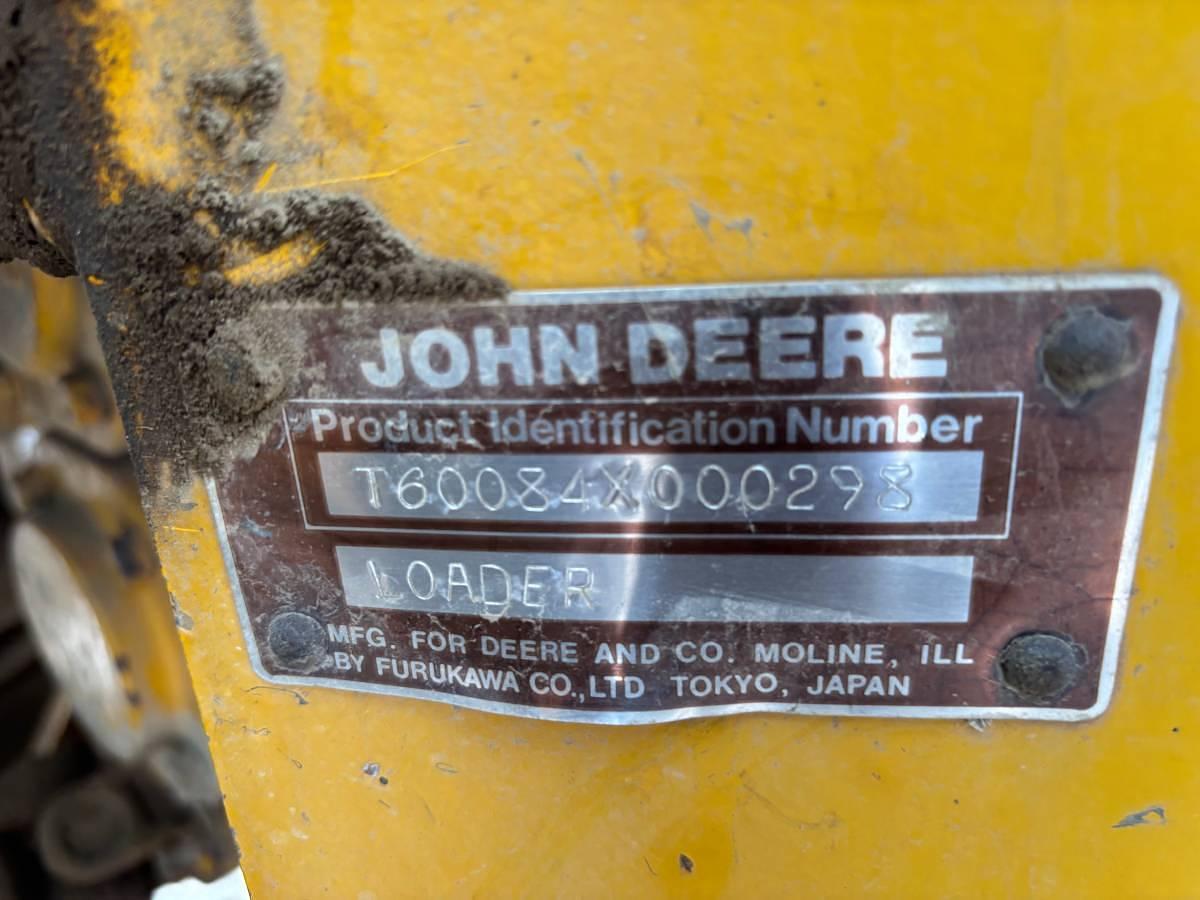 JOHN DEERE
Product Identification Number
T60084X000298
LOADER
MFG. FOR DEERE AND CO. MOLINE, ILL
BY FURUKAWA CO., LTD TOKYO, JAPAN